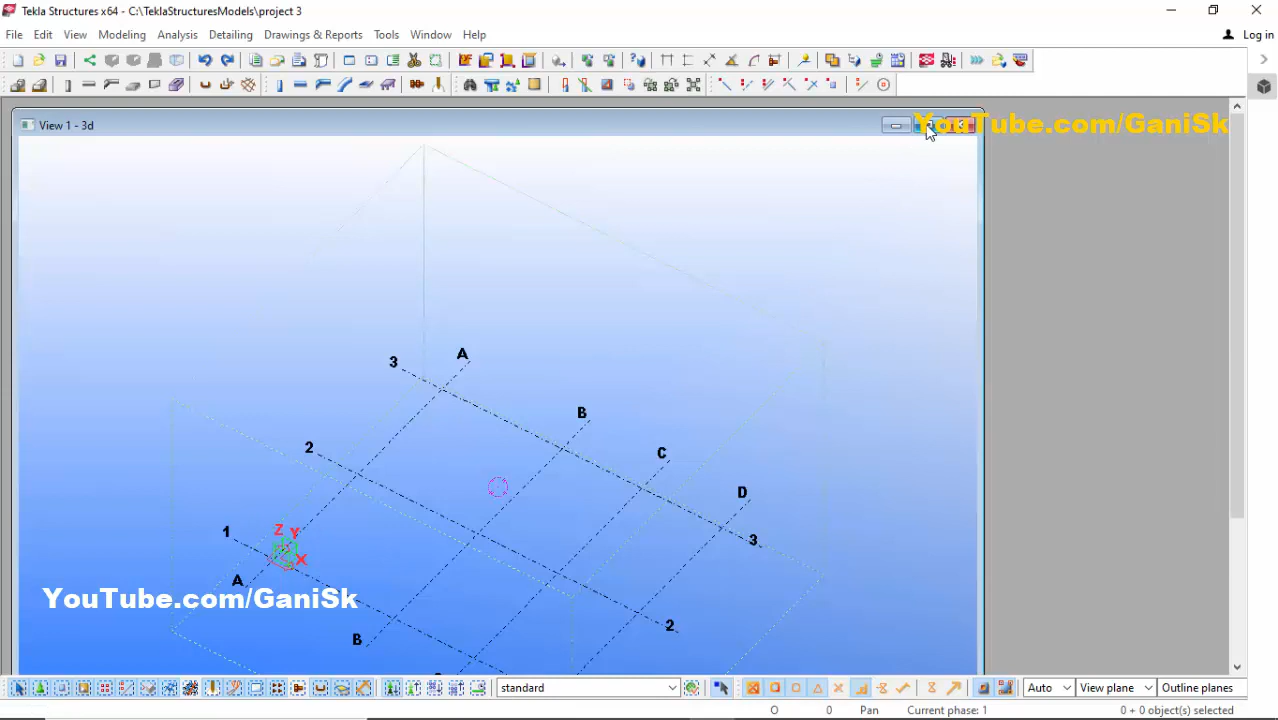 Tekla Structures x64 - C:\TeklaStructuresModels\project 3
Log in
File Edit View Modeling Analysis Detailing Drawings & Reports Tools Window Help
View 1 - 3d
YouTube.com/GaniSk
A
3
B
2
C
D
Z Y
1
3
X
A
YouTube.com/GaniSk
2
B
standard
Auto
View plane
Outline planes
O 0 Pan Current phase: 1 0 + 0 object(s) selected